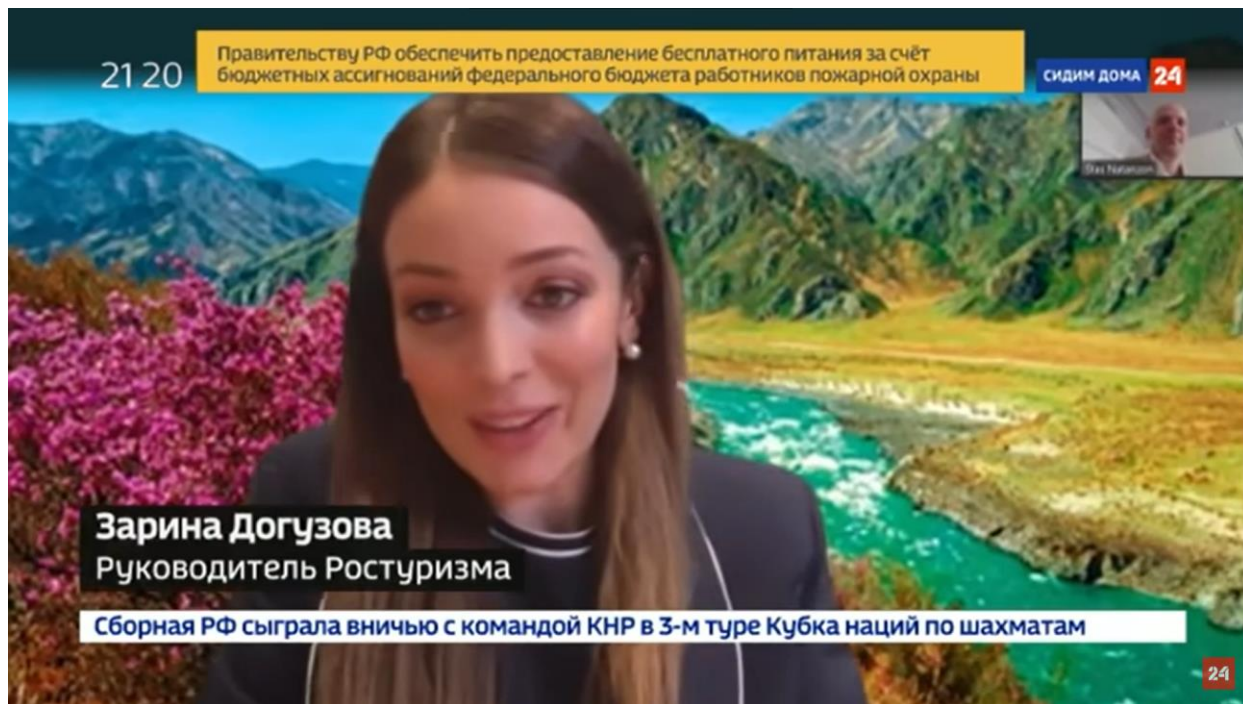 21 20
Правительству РФ обеспечить предоставление бесплатного питания за счёт
бюджетных ассигнований федерального бюджета работников пожарной охраны
СИДИМ ДОМА 24
Stas Natanzon
Зарина Догузова
Руководитель Ростуризма
Сборная РФ сыграла вничью с командой КНР в 3-м туре Кубка наций по шахматам
24